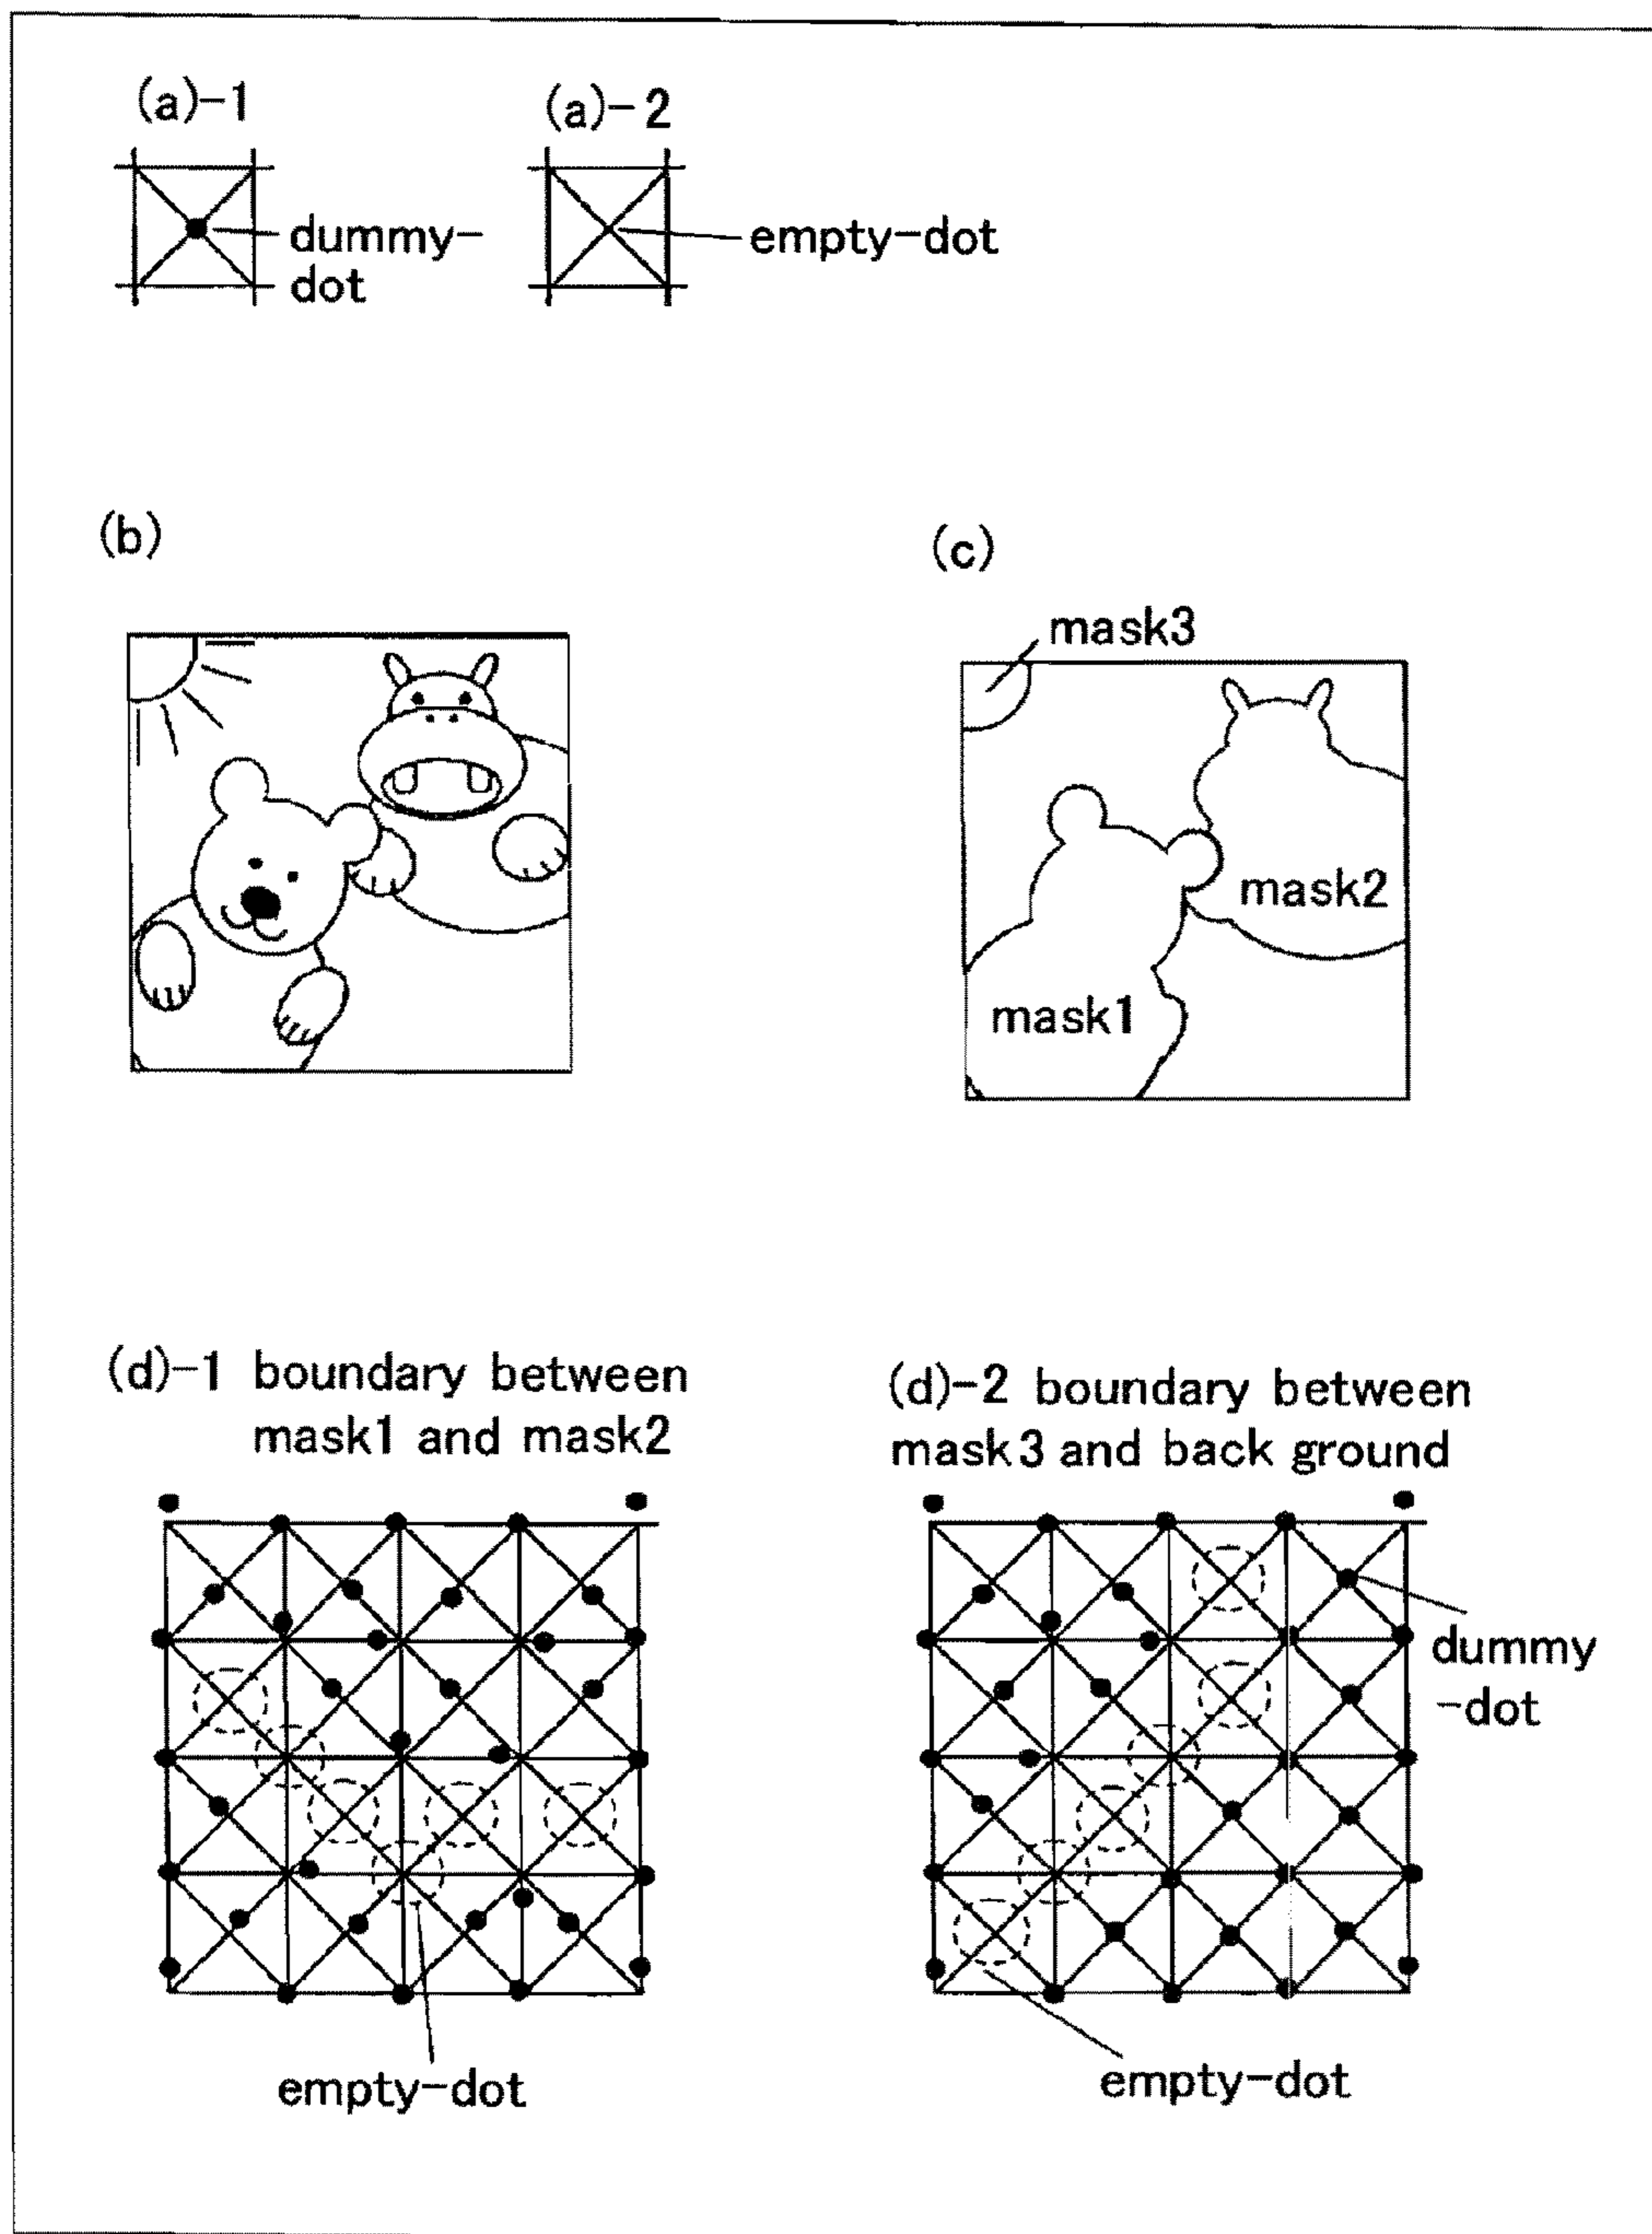 (a)-1
(a)-2
dummy-
dot
empty-dot
(b)
(c)
mask3
mask2
mask1
(d)-1 boundary between
mask1 and mask2
(d)-2 boundary between
mask3 and back ground
dummy
-dot
empty-dot
empty-dot